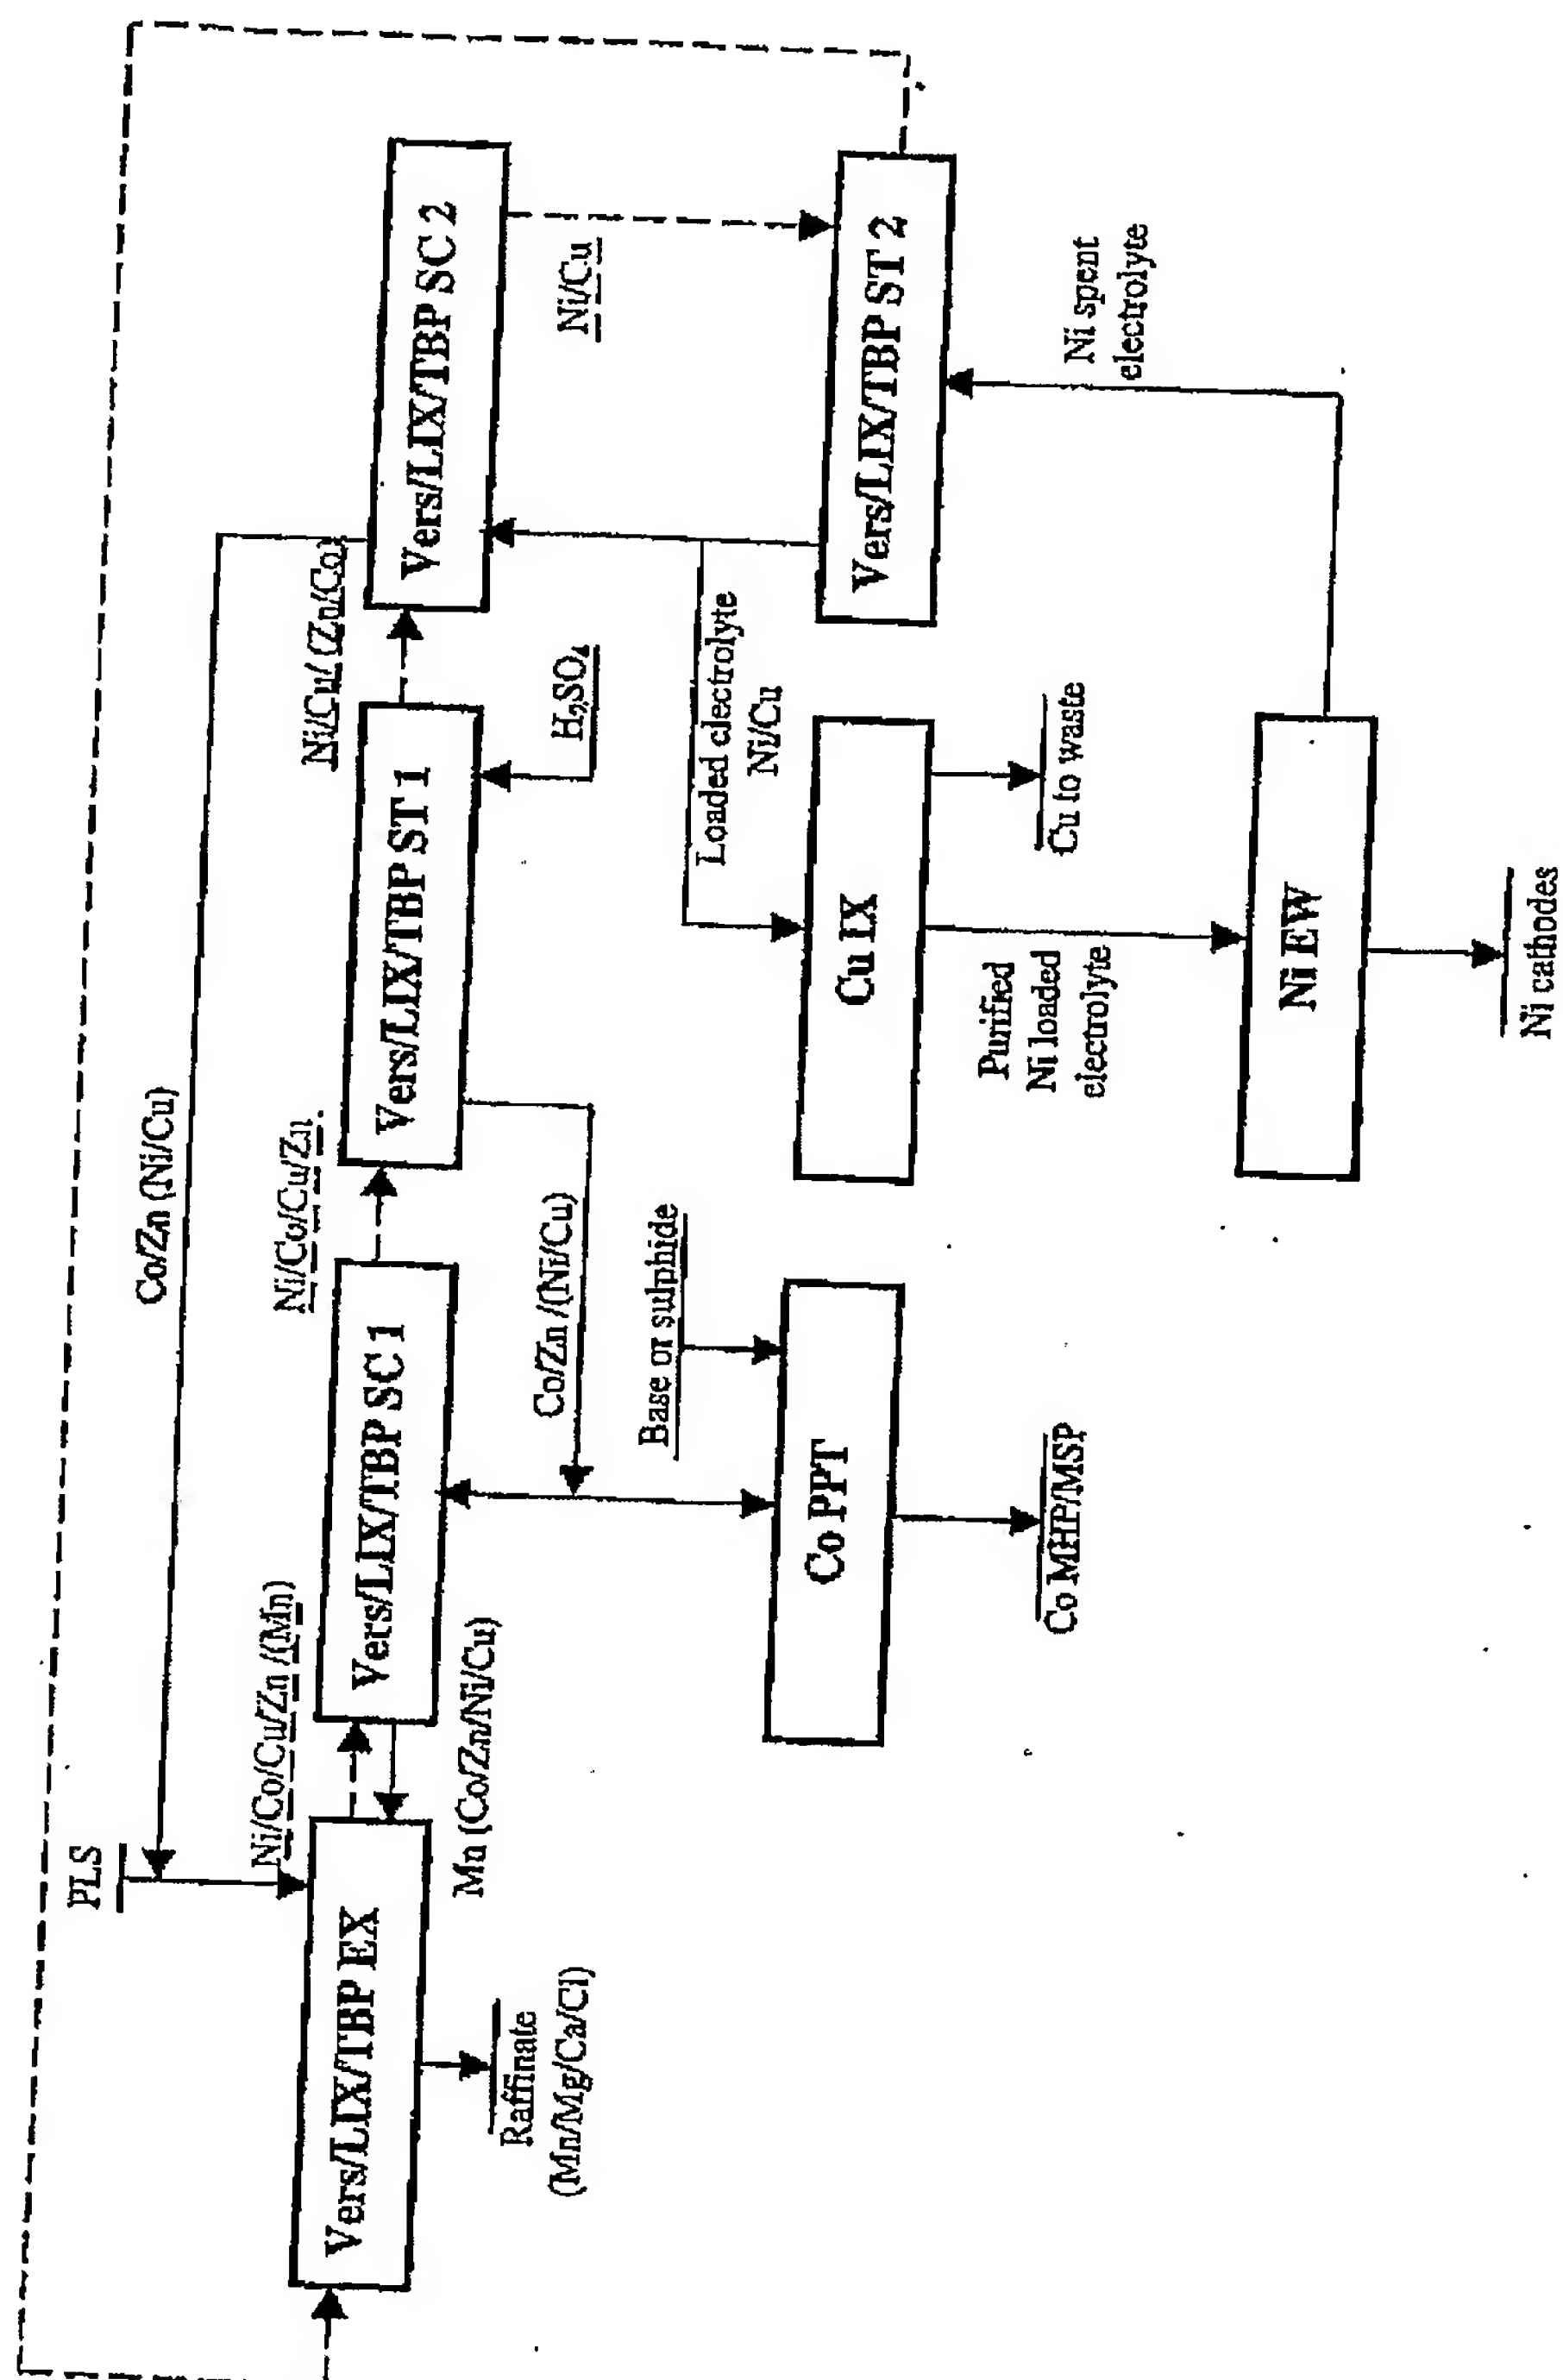 PLS
Co/Zn (Ni/Cu)
Ni/Co/Cu/Zn /(Mn)
Ni/Co/Cu/Zn
Ni/Cu/ (Zn/Co)
Vers/LIX/TBP EX
Vers/LIX/TBP SC 1
Vers/LIX/TBP ST 1
Vers/LIX/TBP SC 2
Raffinate
(Mn/Mg/Ca/Cl)
Mn (Co/Zn/Ni/Cu)
Co/Zn /(Ni/Cu)
H₂SO₄
Ni/Cu
Base or sulphide
Loaded electrolyte
Ni/Cu
Co PPT
Cu IX
Vers/LIX/TBP ST 2
Co MHP/MSP
Purified
Ni loaded
electrolyte
Cu to waste
Ni spent
electrolyte
Ni EW
Ni cathodes